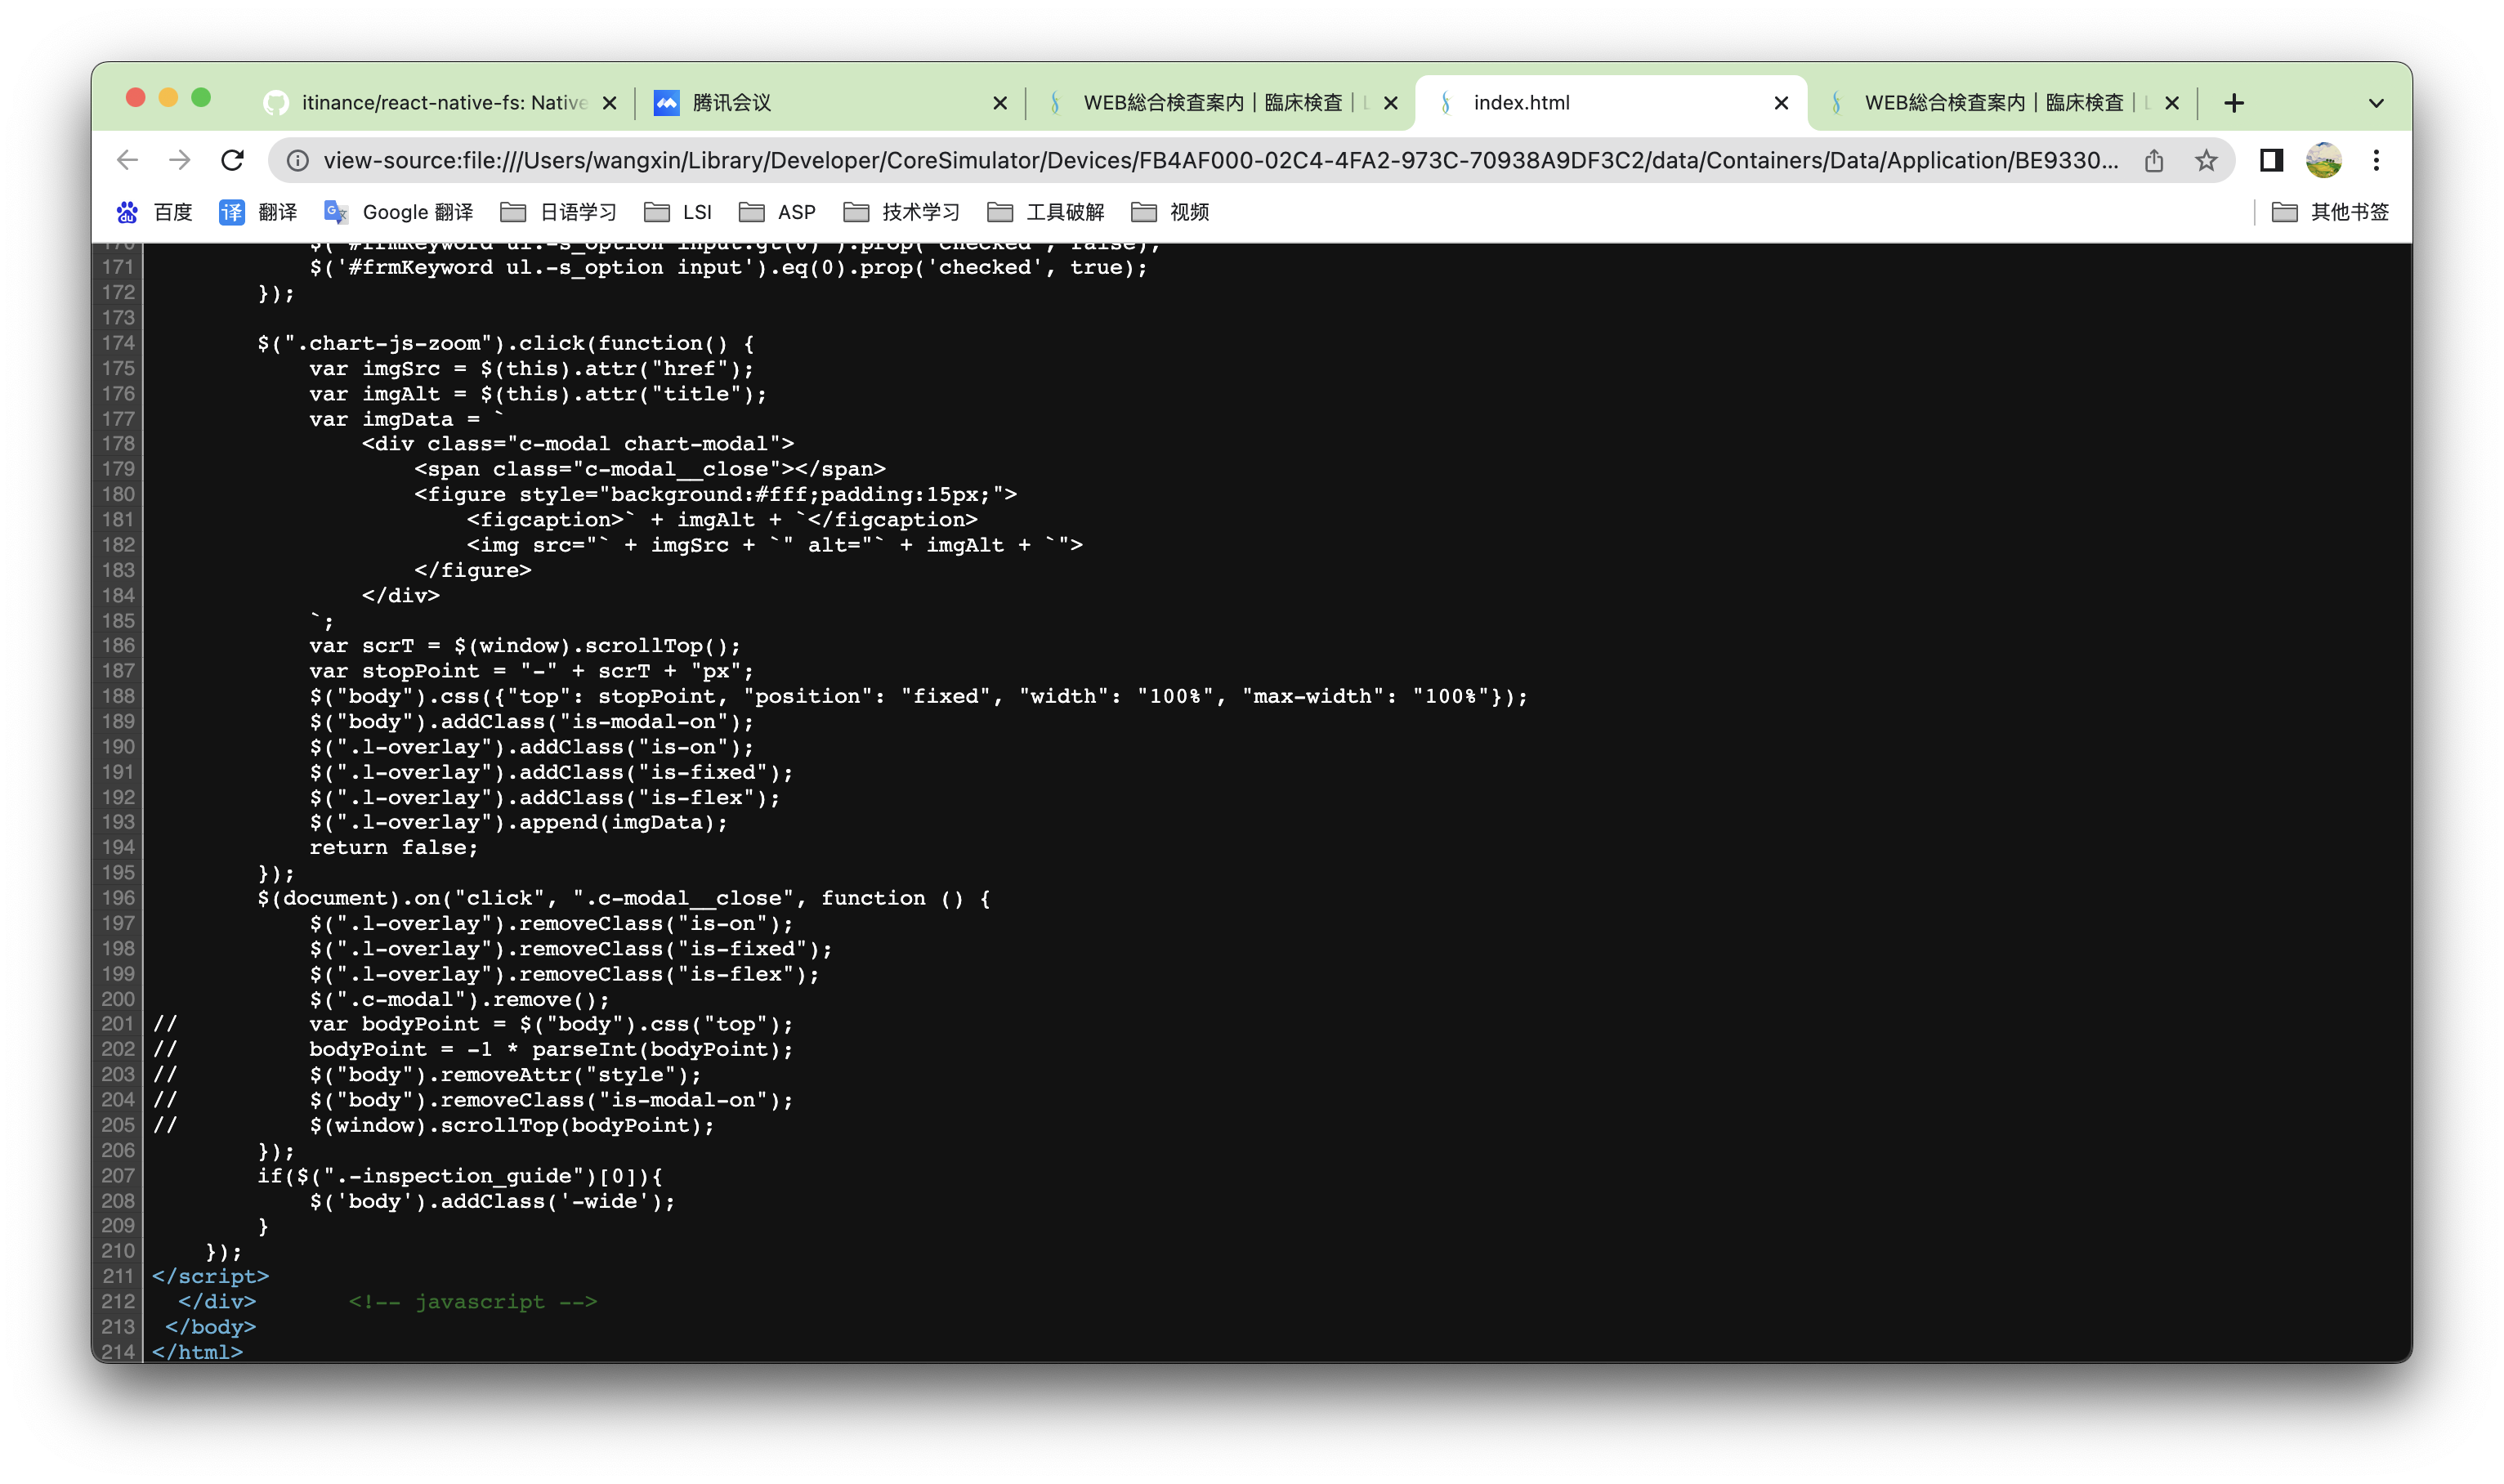 itinance/react-native-fs: Native
腾讯会议
WEB総合検査案内 | 臨床検査 | L
index.html
WEB総合検査案内 | 臨床検査 | L
view-source:file:///Users/wangxin/Library/Developer/CoreSimulator/Devices/FB4AF000-02C4-4FA2-973C-70938A9DF3C2/data/Containers/Data/Application/BE9330...
百度 翻译 Google 翻译 日语学习 LSI ASP 技术学习 工具破解 视频 其他书签
170             $('#frmKeyword ul.-s_option input:gt(0)').prop('checked', false);
171             $('#frmKeyword ul.-s_option input').eq(0).prop('checked', true);
172         });
173
174         $(".chart-js-zoom").click(function() {
175             var imgSrc = $(this).attr("href");
176             var imgAlt = $(this).attr("title");
177             var imgData = `
178                 <div class="c-modal chart-modal">
179                     <span class="c-modal__close"></span>
180                     <figure style="background:#fff;padding:15px;">
181                         <figcaption>` + imgAlt + `</figcaption>
182                         <img src="` + imgSrc + `" alt="` + imgAlt + `">
183                     </figure>
184                 </div>
185             `;
186             var scrT = $(window).scrollTop();
187             var stopPoint = "-" + scrT + "px";
188             $("body").css({"top": stopPoint, "position": "fixed", "width": "100%", "max-width": "100%"});
189             $("body").addClass("is-modal-on");
190             $(".l-overlay").addClass("is-on");
191             $(".l-overlay").addClass("is-fixed");
192             $(".l-overlay").addClass("is-flex");
193             $(".l-overlay").append(imgData);
194             return false;
195         });
196         $(document).on("click", ".c-modal__close", function () {
197             $(".l-overlay").removeClass("is-on");
198             $(".l-overlay").removeClass("is-fixed");
199             $(".l-overlay").removeClass("is-flex");
200             $(".c-modal").remove();
201 //          var bodyPoint = $("body").css("top");
202 //          bodyPoint = -1 * parseInt(bodyPoint);
203 //          $("body").removeAttr("style");
204 //          $("body").removeClass("is-modal-on");
205 //          $(window).scrollTop(bodyPoint);
206         });
207         if($(".-inspection_guide")[0]){
208             $('body').addClass('-wide');
209         }
210     });
211 </script>
212   </div>       <!-- javascript -->
213  </body>
214 </html>